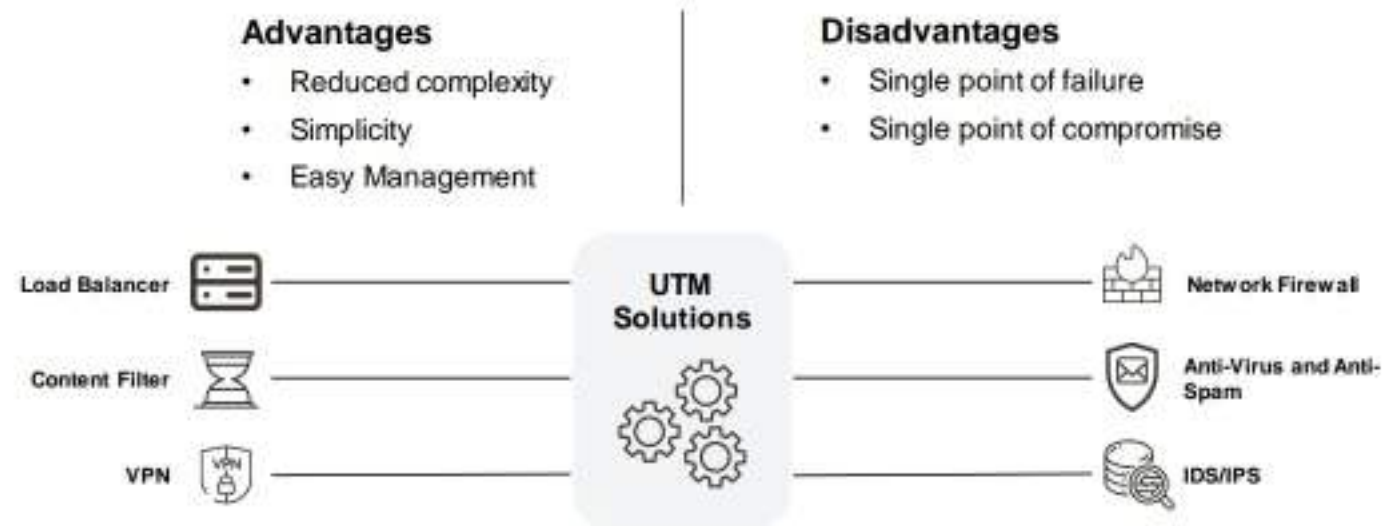 Advantages
• Reduced complexity
• Simplicity
• Easy Management
Disadvantages
• Single point of failure
• Single point of compromise
Load Balancer
Content Filter
VPN
VPN
UTM
Solutions
Network Firewall
Anti-Virus and Anti-
Spam
IDS/IPS